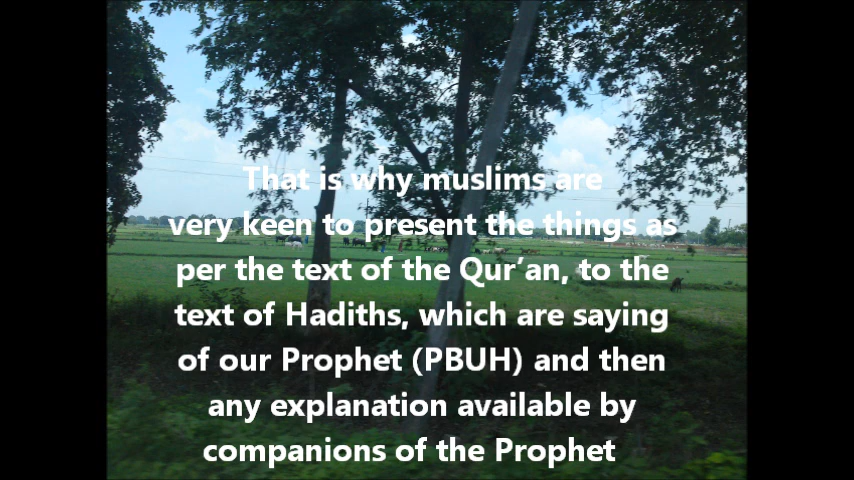 That is why muslims are
very keen to present the things as
per the text of the Qur’an, to the
text of Hadiths, which are saying
of our Prophet (PBUH) and then
any explanation available by
companions of the Prophet